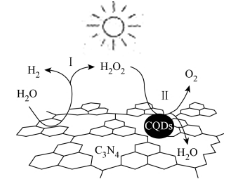 I
H₂
H₂O₂
H₂O
II
O₂
CQDs
C₃N₄
H₂O